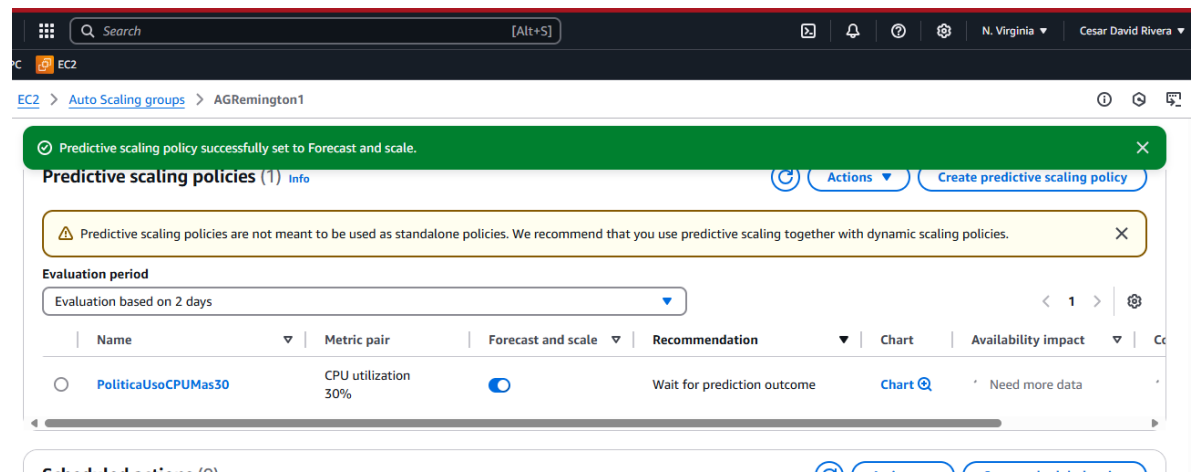 Search [Alt+S] N. Virginia Cesar David Rivera
EC2
EC2 > Auto Scaling groups > AGRemington1
Predictive scaling policy successfully set to Forecast and scale.
Predictive scaling policies (1) Info Actions Create predictive scaling policy
Predictive scaling policies are not meant to be used as standalone policies. We recommend that you use predictive scaling together with dynamic scaling policies.
Evaluation period
Evaluation based on 2 days 1
Name Metric pair Forecast and scale Recommendation Chart Availability impact
PoliticaUsoCPUMas30 CPU utilization 30% Wait for prediction outcome Chart Need more data